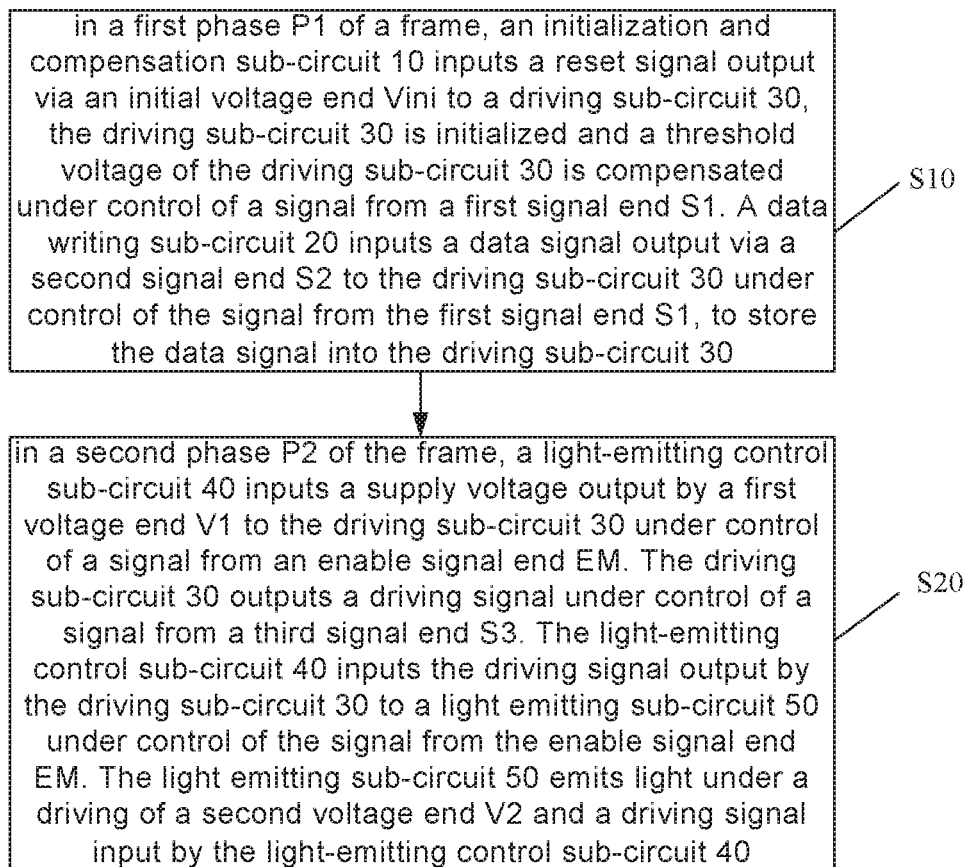 in a first phase P1 of a frame, an initialization and
compensation sub-circuit 10 inputs a reset signal output
via an initial voltage end Vini to a driving sub-circuit 30,
the driving sub-circuit 30 is initialized and a threshold
voltage of the driving sub-circuit 30 is compensated
under control of a signal from a first signal end S1. A data
writing sub-circuit 20 inputs a data signal output via a
second signal end S2 to the driving sub-circuit 30 under
control of the signal from the first signal end S1, to store
the data signal into the driving sub-circuit 30
S10
in a second phase P2 of the frame, a light-emitting control
sub-circuit 40 inputs a supply voltage output by a first
voltage end V1 to the driving sub-circuit 30 under control
of a signal from an enable signal end EM. The driving
sub-circuit 30 outputs a driving signal under control of a
signal from a third signal end S3. The light-emitting
control sub-circuit 40 inputs the driving signal output by
the driving sub-circuit 30 to a light emitting sub-circuit 50
under control of the signal from the enable signal end
EM. The light emitting sub-circuit 50 emits light under a
driving of a second voltage end V2 and a driving signal
input by the light-emitting control sub-circuit 40
S20